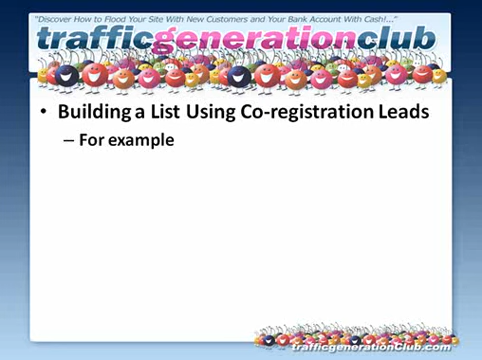 "Discover How to Flood Your Site With New Customers and Your Bank Account With Cash!..."
trafficgenerationclub
• Building a List Using Co-registration Leads
– For example
trafficgenerationClub.com